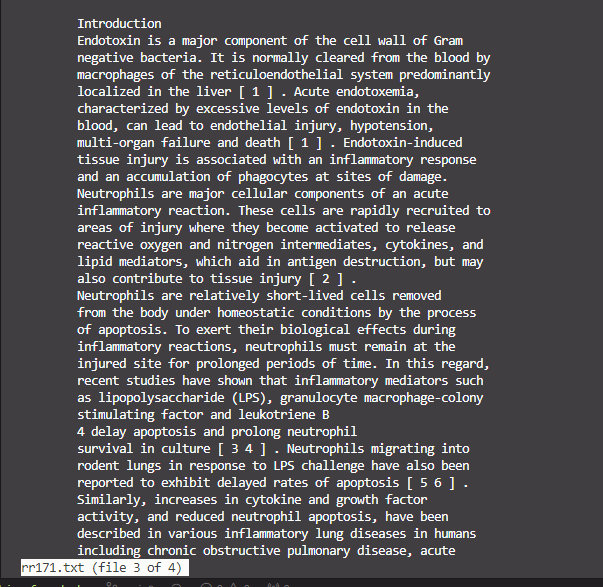 Introduction
Endotoxin is a major component of the cell wall of Gram
negative bacteria. It is normally cleared from the blood by
macrophages of the reticuloendothelial system predominantly
localized in the liver [ 1 ] . Acute endotoxemia,
characterized by excessive levels of endotoxin in the
blood, can lead to endothelial injury, hypotension,
multi-organ failure and death [ 1 ] . Endotoxin-induced
tissue injury is associated with an inflammatory response
and an accumulation of phagocytes at sites of damage.
Neutrophils are major cellular components of an acute
inflammatory reaction. These cells are rapidly recruited to
areas of injury where they become activated to release
reactive oxygen and nitrogen intermediates, cytokines, and
lipid mediators, which aid in antigen destruction, but may
also contribute to tissue injury [ 2 ] .
Neutrophils are relatively short-lived cells removed
from the body under homeostatic conditions by the process
of apoptosis. To exert their biological effects during
inflammatory reactions, neutrophils must remain at the
injured site for prolonged periods of time. In this regard,
recent studies have shown that inflammatory mediators such
as lipopolysaccharide (LPS), granulocyte macrophage-colony
stimulating factor and leukotriene B
4 delay apoptosis and prolong neutrophil
survival in culture [ 3 4 ] . Neutrophils migrating into
rodent lungs in response to LPS challenge have also been
reported to exhibit delayed rates of apoptosis [ 5 6 ] .
Similarly, increases in cytokine and growth factor
activity, and reduced neutrophil apoptosis, have been
described in various inflammatory lung diseases in humans
including chronic obstructive pulmonary disease, acute
rr171.txt (file 3 of 4)